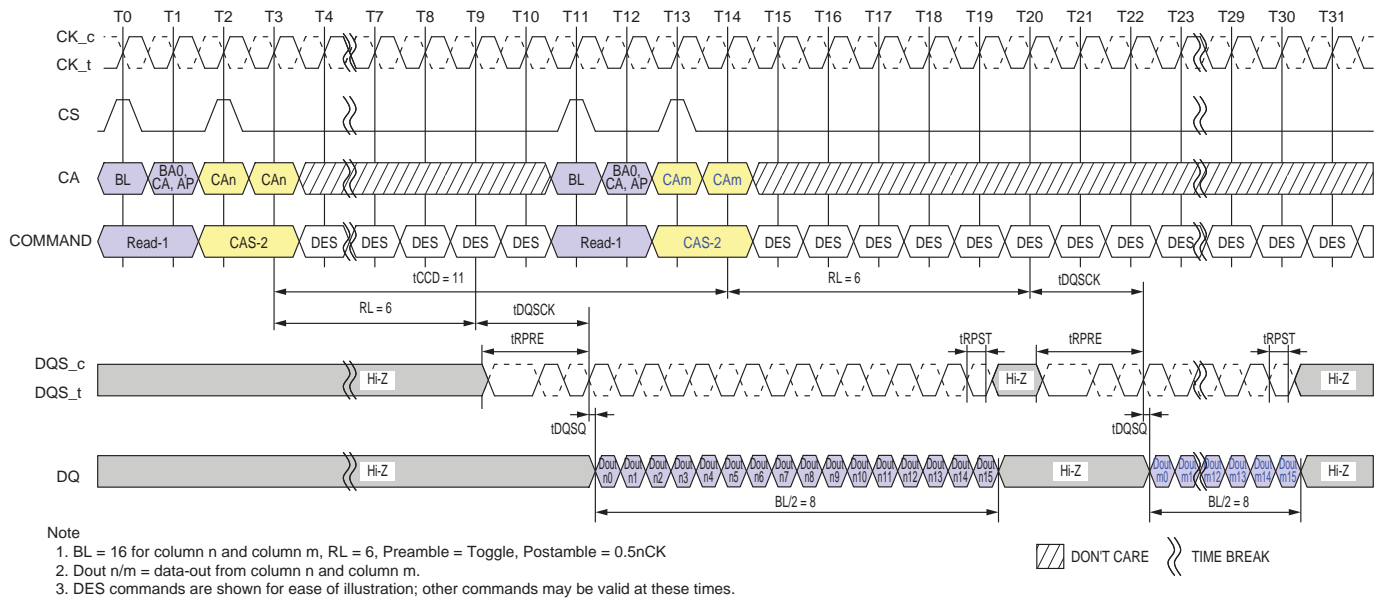 T0 T1 T2 T3 T4 T7 T8 T9 T10 T11 T12 T13 T14 T15 T16 T17 T18 T19 T20 T21 T22 T23 T29 T30 T31
CK_c
CK_t
CS
CA
BL BA0, CA, AP CAn CAn BL BA0, CA, AP CAm CAm
COMMAND
Read-1 CAS-2 DES DES DES DES DES Read-1 CAS-2 DES DES DES DES DES DES DES DES DES DES DES DES
tCCD = 11 RL = 6 tDQSCK
RL = 6 tDQSCK
tRPRE tRPST tRPRE tRPST
DQS_c
DQS_t
Hi-Z Hi-Z Hi-Z
tDQSQ tDQSQ
DQ
Hi-Z Dout n0 Dout n1 Dout n2 Dout n3 Dout n4 Dout n5 Dout n6 Dout n7 Dout n8 Dout n9 Dout n10 Dout n11 Dout n12 Dout n13 Dout n14 Dout n15 Hi-Z Dout m0 Dout m1 Dout m12 Dout m13 Dout m14 Dout m15 Hi-Z
BL/2 = 8 BL/2 = 8
Note
1. BL = 16 for column n and column m, RL = 6, Preamble = Toggle, Postamble = 0.5nCK
2. Dout n/m = data-out from column n and column m.
3. DES commands are shown for ease of illustration; other commands may be valid at these times.
DON'T CARE TIME BREAK